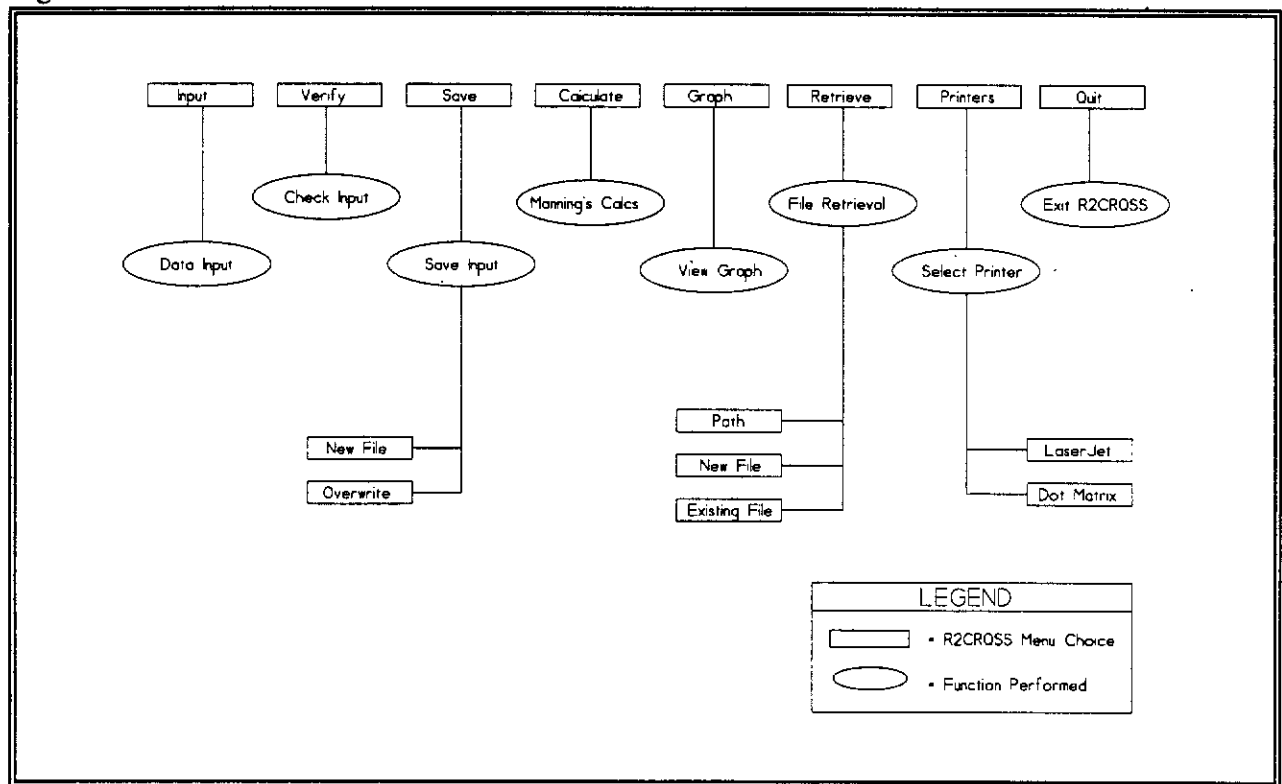 Input Verify Save Calculate Graph Retrieve Printers Quit
Check Input Manning's Calcs File Retrieval Exit R2CROSS
Data Input Save Input View Graph Select Printer
Path
New File New File LaserJet
Overwrite Existing File Dot Matrix
LEGEND
= R2CROSS Menu Choice
= Function Performed